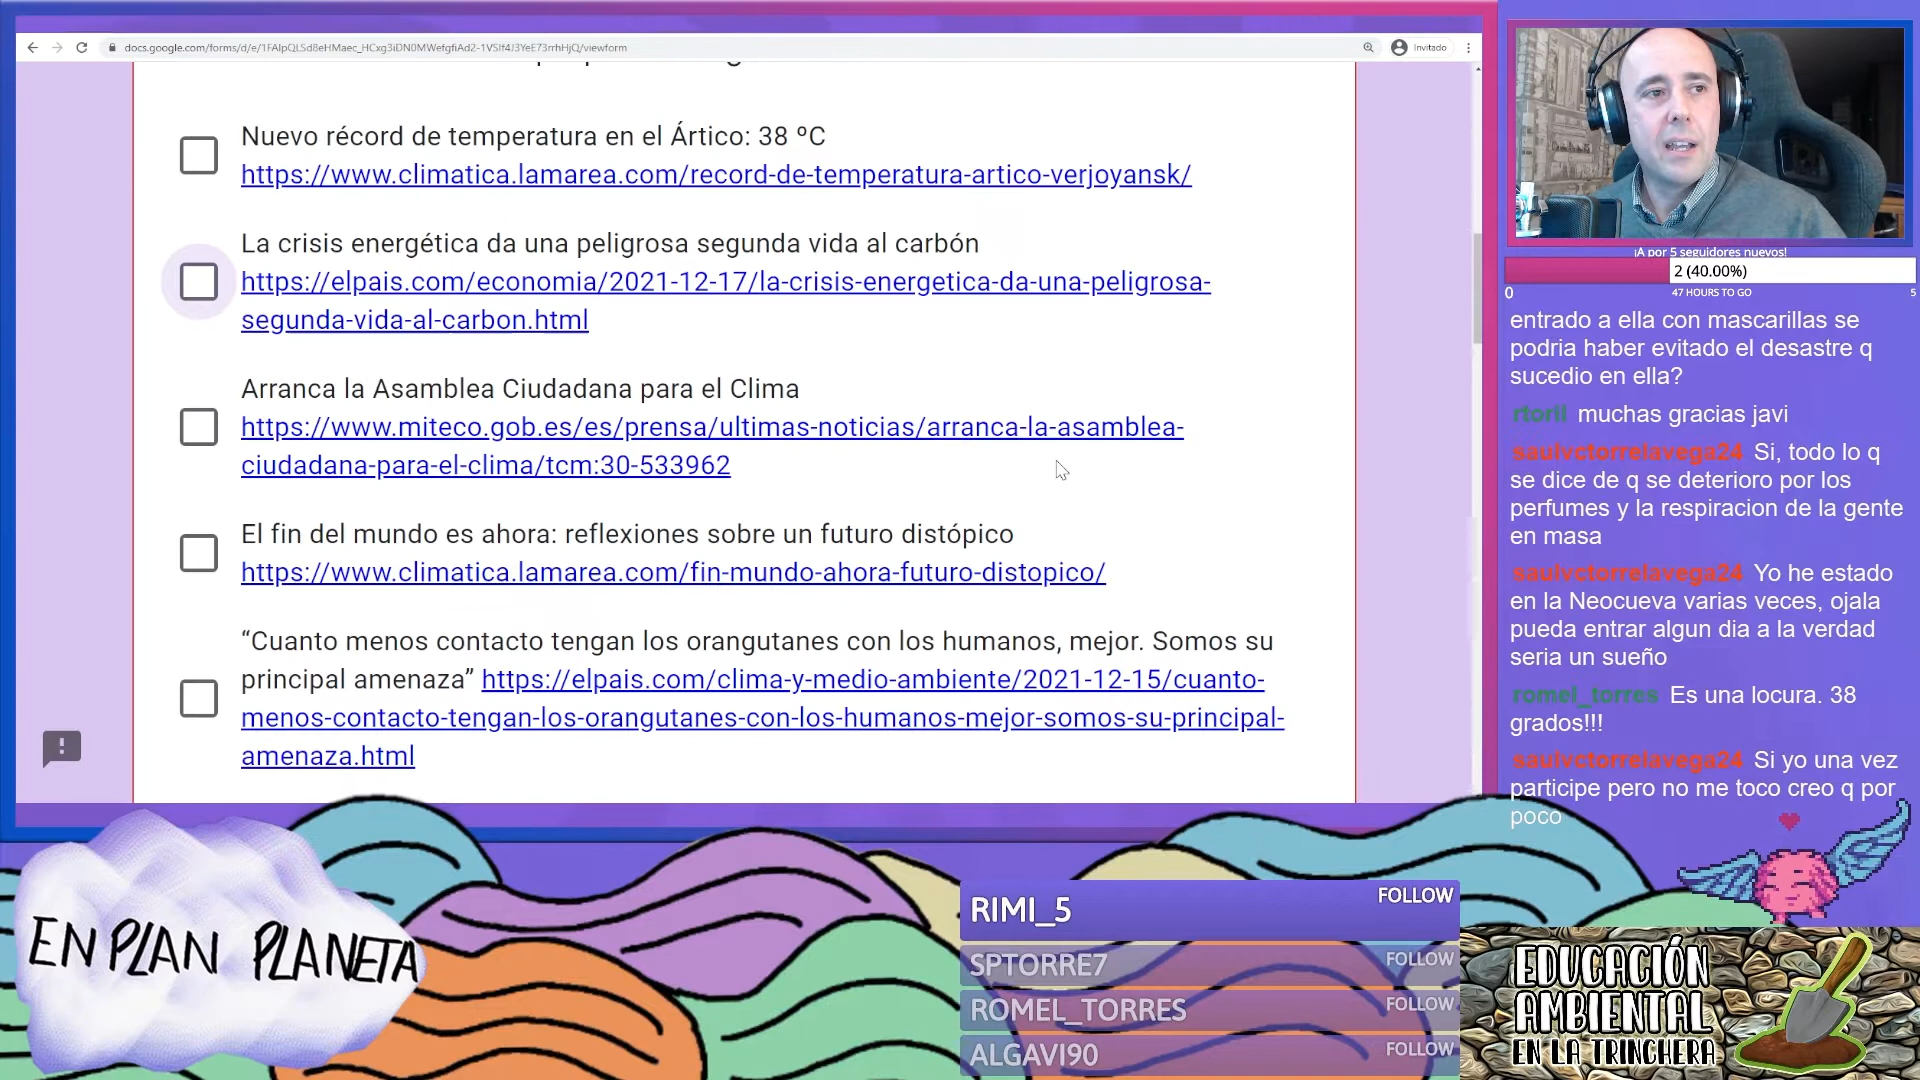 docs.google.com/forms/d/e/1FAIpQLSd8eHMaec_HCxg3iDN0MWefgfiAd2-1VSlf4J3YeE73rrhHjQ/viewform
Invitado
Nuevo récord de temperatura en el Ártico: 38 ºC
https://www.climatica.lamarea.com/record-de-temperatura-artico-verjoyansk/
La crisis energética da una peligrosa segunda vida al carbón
https://elpais.com/economia/2021-12-17/la-crisis-energetica-da-una-peligrosa-
segunda-vida-al-carbon.html
Arranca la Asamblea Ciudadana para el Clima
https://www.miteco.gob.es/es/prensa/ultimas-noticias/arranca-la-asamblea-
ciudadana-para-el-clima/tcm:30-533962
El fin del mundo es ahora: reflexiones sobre un futuro distópico
https://www.climatica.lamarea.com/fin-mundo-ahora-futuro-distopico/
“Cuanto menos contacto tengan los orangutanes con los humanos, mejor. Somos su
principal amenaza” https://elpais.com/clima-y-medio-ambiente/2021-12-15/cuanto-
menos-contacto-tengan-los-orangutanes-con-los-humanos-mejor-somos-su-principal-
amenaza.html
¡A por 5 seguidores nuevos!
2 (40.00%)
0 47 HOURS TO GO 5
entrado a ella con mascarillas se
podria haber evitado el desastre q
sucedio en ella?
rtorll muchas gracias javi
saulvctorrelavega24 Si, todo lo q
se dice de q se deterioro por los
perfumes y la respiracion de la gente
en masa
saulvctorrelavega24 Yo he estado
en la Neocueva varias veces, ojala
pueda entrar algun dia a la verdad
seria un sueño
romel_torres Es una locura. 38
grados!!!
saulvctorrelavega24 Si yo una vez
participe pero no me toco creo q por
poco
EN PLAN PLANETA
RIMI_5 FOLLOW
SPTORRE7 FOLLOW
ROMEL_TORRES FOLLOW
ALGAVI90 FOLLOW
EDUCACIÓN
AMBIENTAL
EN LA TRINCHERA